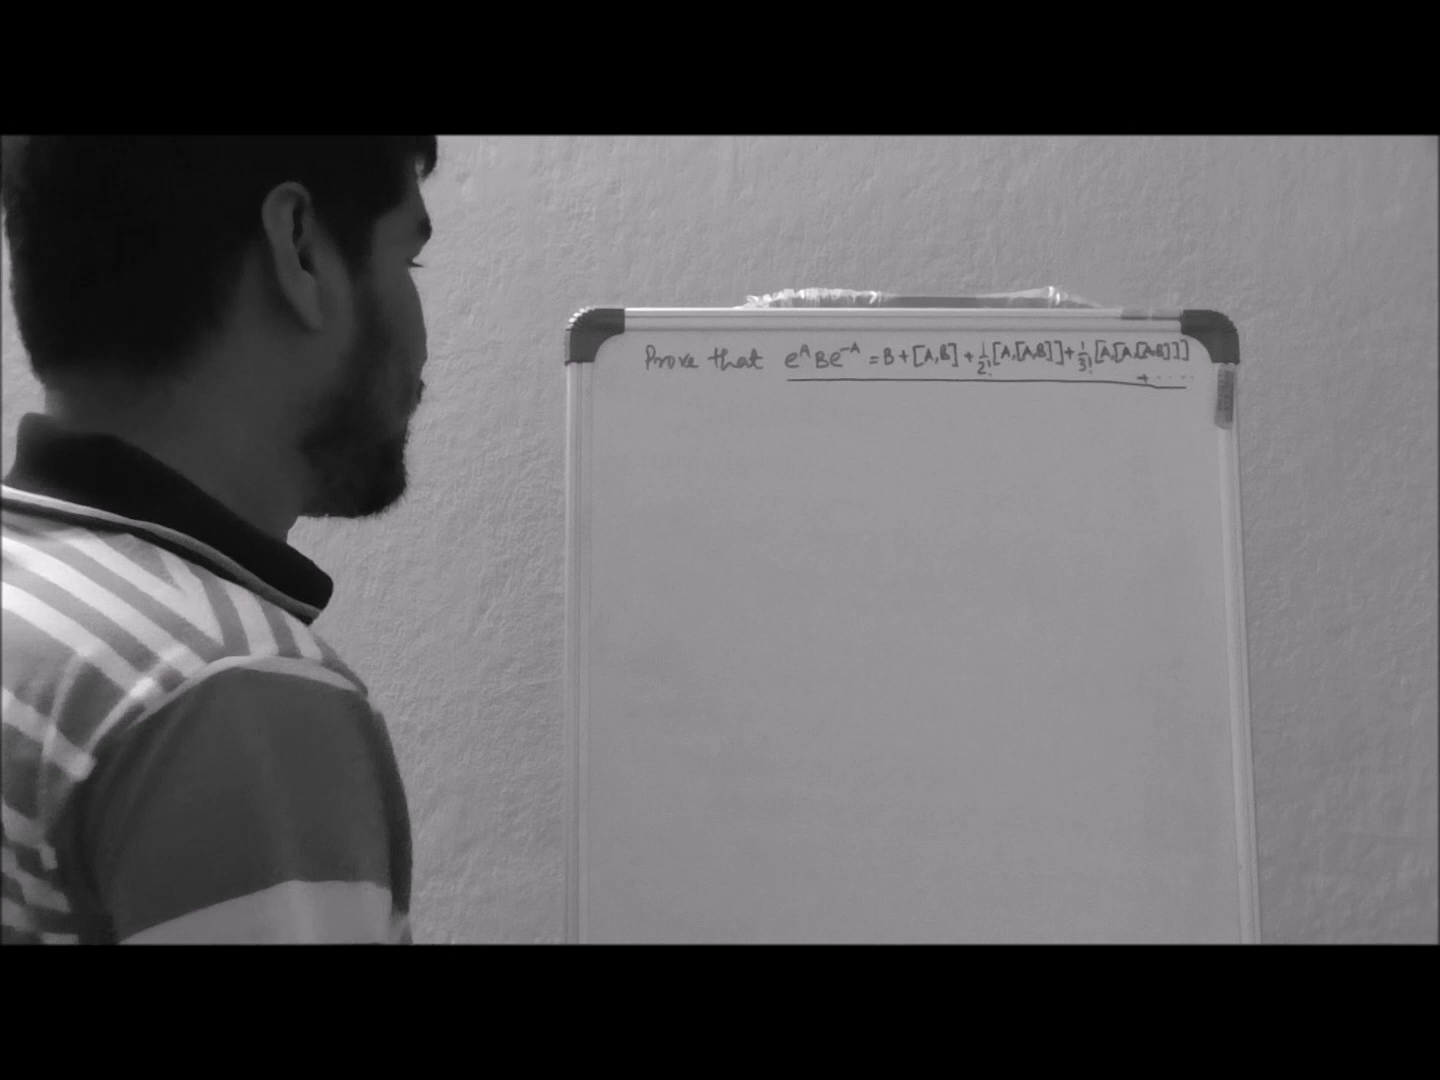 Prove that e^A B e^-A = B + [A,B] + 1/2! [A,[A,B]] + 1/3! [A,[A,[A,B]]]
+ ....